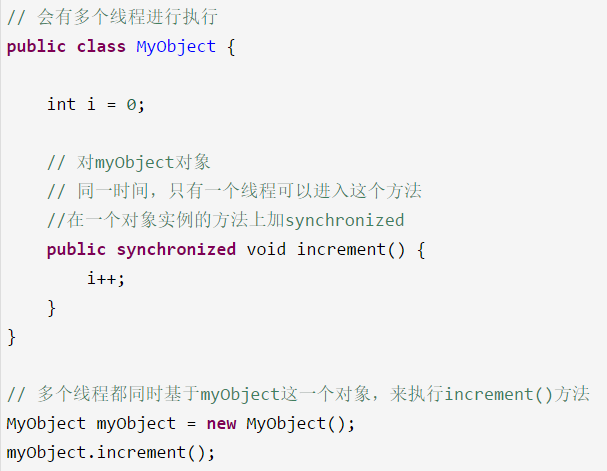 // 会有多个线程进行执行
public class MyObject {
int i = 0;
// 对myObject对象
// 同一时间，只有一个线程可以进入这个方法
//在一个对象实例的方法上加synchronized
public synchronized void increment() {
i++;
}
}
// 多个线程都同时基于myObject这一个对象，来执行increment()方法
MyObject myObject = new MyObject();
myObject.increment();